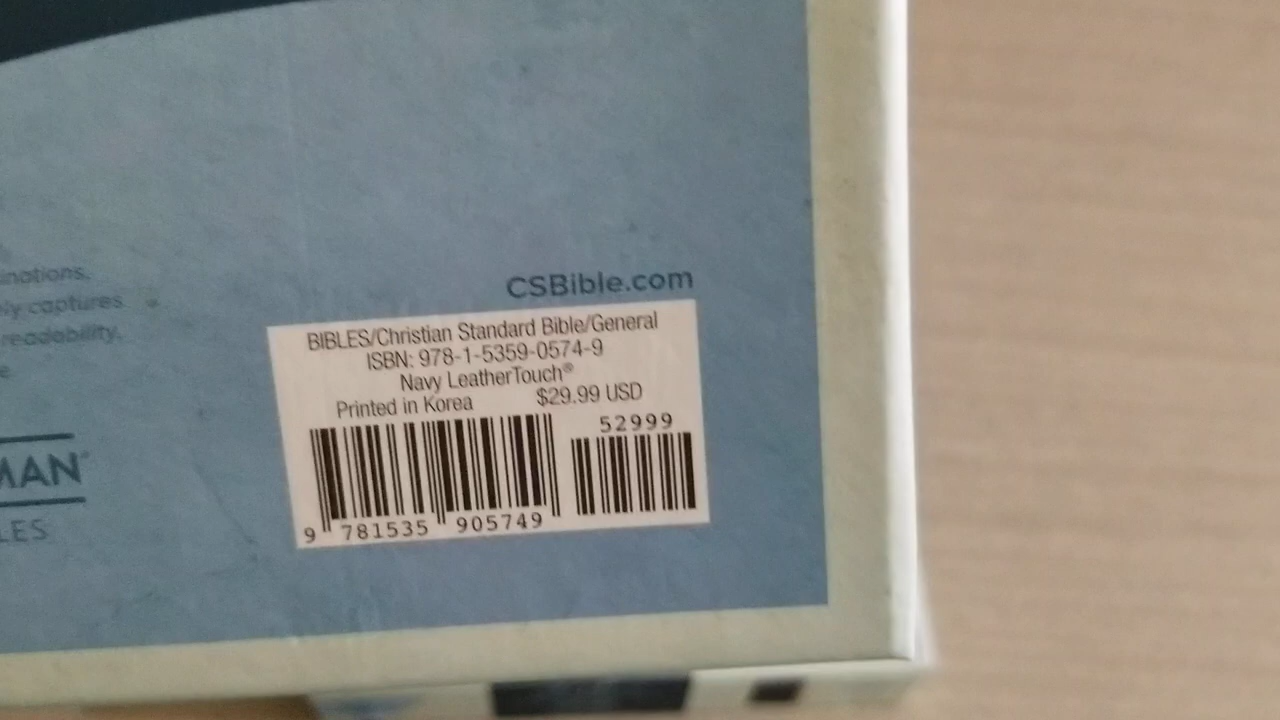 inations,
ly captures
readability,
e
MAN
LES
CSBible.com
BIBLES/Christian Standard Bible/General
ISBN: 978-1-5359-0574-9
Navy LeatherTouch®
Printed in Korea $29.99 USD
52999
9 781535 905749